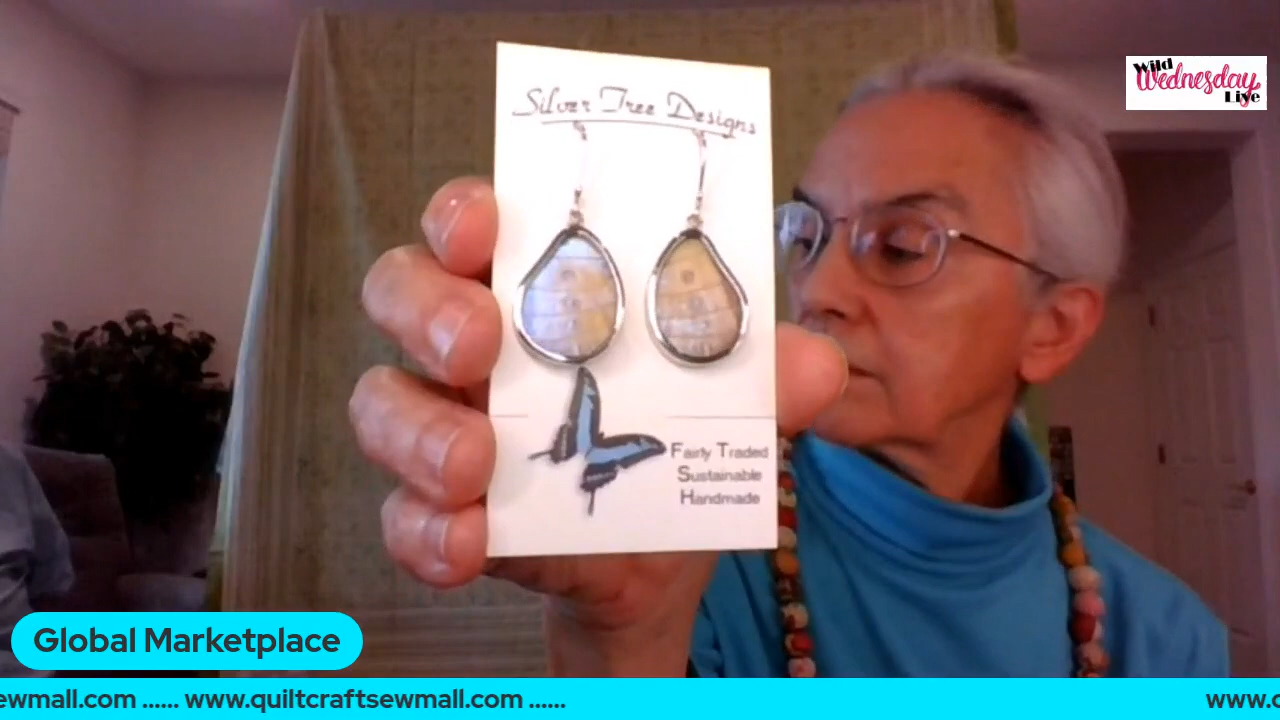 Wild
Wednesday
Live
Silver Tree Designs
Fairly Traded
Sustainable
Handmade
Global Marketplace
ewmall.com ...... www.quiltcraftsewmall.com ...... www.